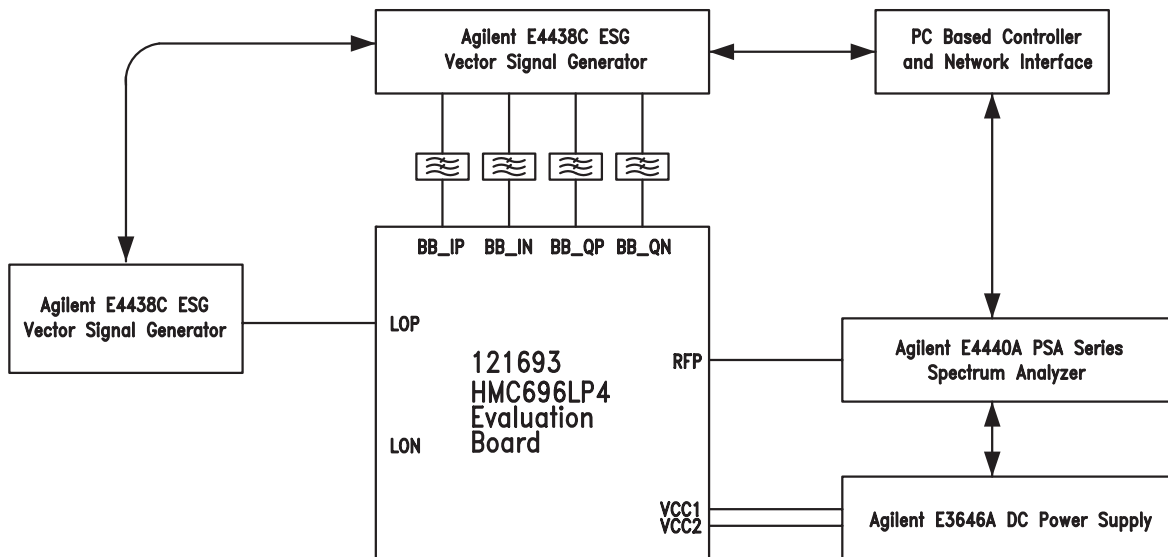 Agilent E4438C ESG
Vector Signal Generator
PC Based Controller
and Network Interface
BB_IP BB_IN BB_QP BB_QN
Agilent E4438C ESG
Vector Signal Generator
LOP
LON
121693
HMC696LP4
Evaluation
Board
RFP
VCC1
VCC2
Agilent E4440A PSA Series
Spectrum Analyzer
Agilent E3646A DC Power Supply